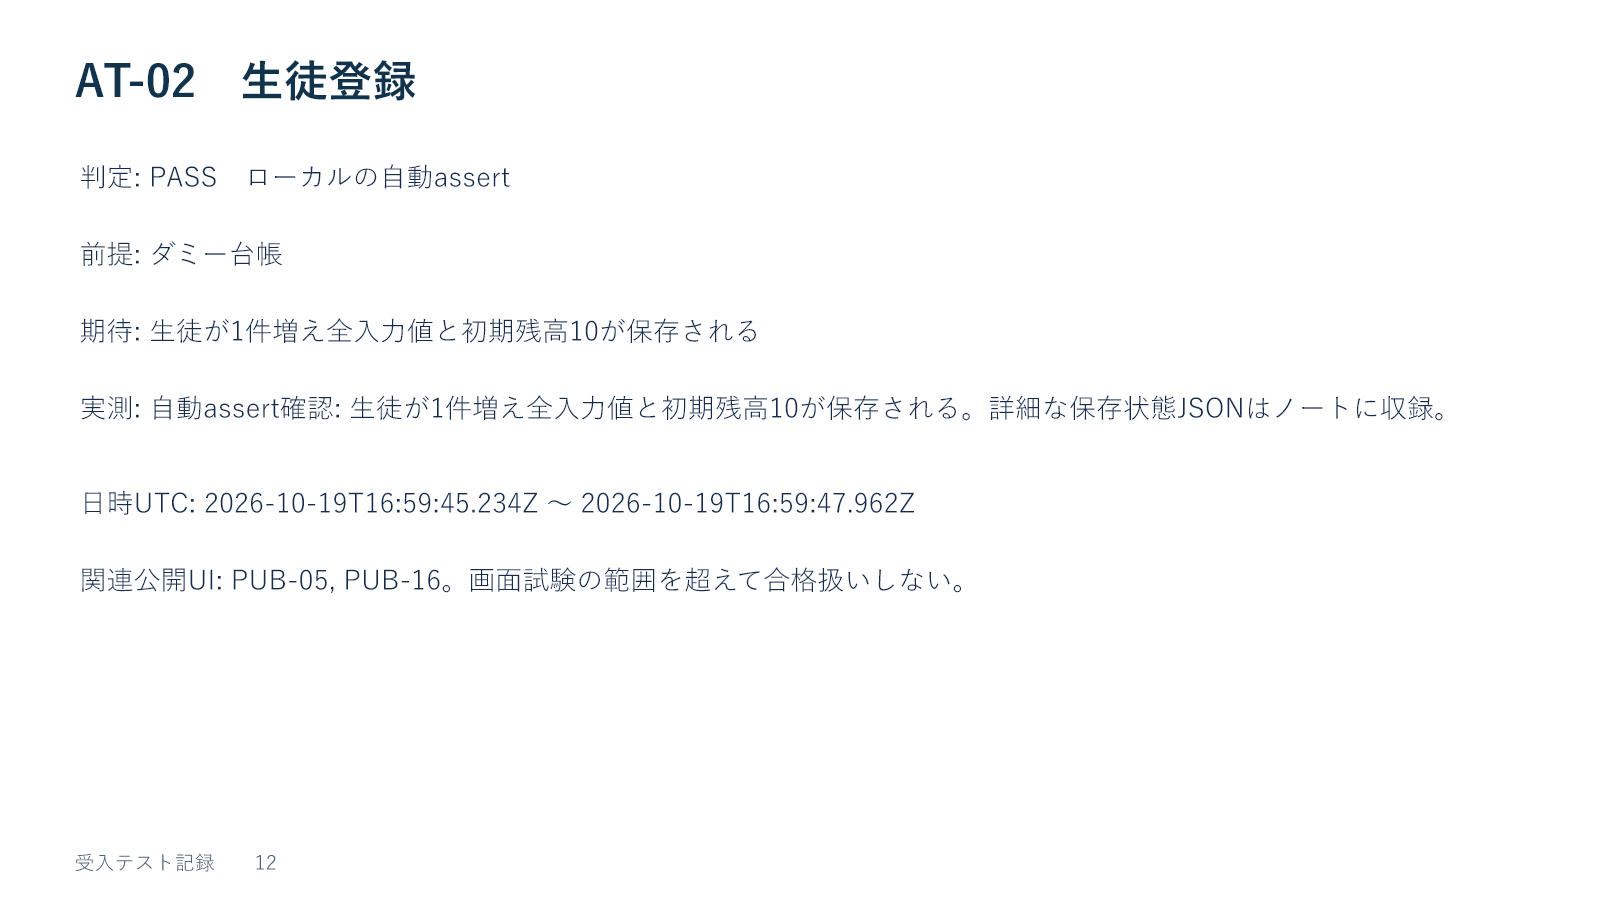 AT-02　生徒登録
判定: PASS　ローカルの自動assert
前提: ダミー台帳
期待: 生徒が1件増え全入力値と初期残高10が保存される
実測: 自動assert確認: 生徒が1件増え全入力値と初期残高10が保存される。詳細な保存状態JSONはノートに収録。
日時UTC: 2026-10-19T16:59:45.234Z ～ 2026-10-19T16:59:47.962Z
関連公開UI: PUB-05, PUB-16。画面試験の範囲を超えて合格扱いしない。
受入テスト記録　　12